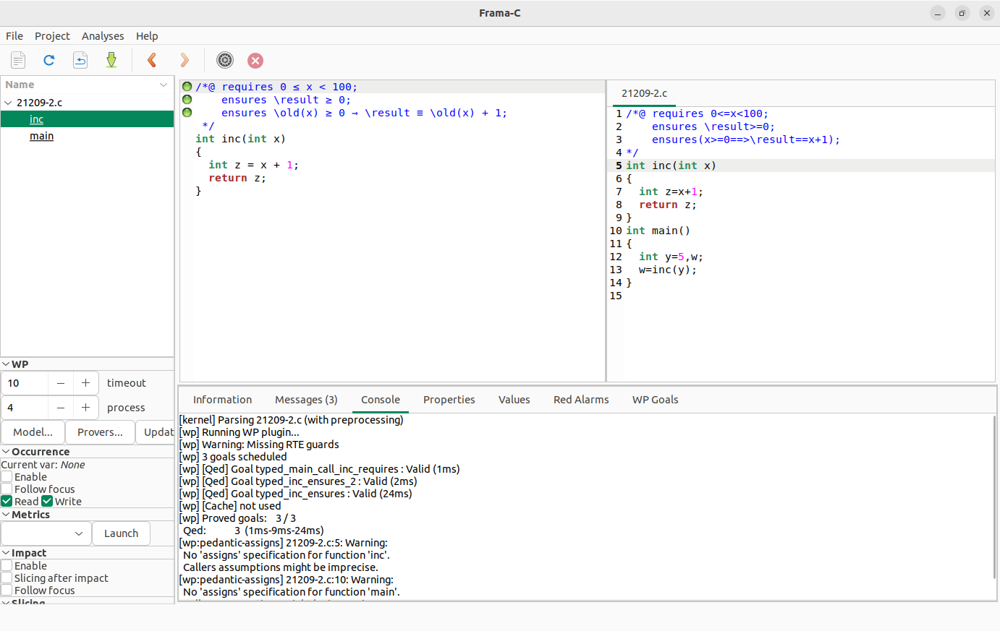 Frama-C
File Project Analyses Help
Name
21209-2.c
inc
main
WP
10 timeout
4 process
Model... Provers... Updat
Occurrence
Current var: None
Enable
Follow focus
Read Write
Metrics
Launch
Impact
Enable
Slicing after impact
Follow focus
Slicing
/*@ requires 0 ≤ x < 100;
ensures \result ≥ 0;
ensures \old(x) ≥ 0 → \result ≡ \old(x) + 1;
*/
int inc(int x)
{
int z = x + 1;
return z;
}
21209-2.c
1 /*@ requires 0<=x<100;
2 ensures \result>=0;
3 ensures(x>=0==>\result==x+1);
4 */
5 int inc(int x)
6 {
7 int z=x+1;
8 return z;
9 }
10 int main()
11 {
12 int y=5,w;
13 w=inc(y);
14 }
15
Information Messages (3) Console Properties Values Red Alarms WP Goals
[kernel] Parsing 21209-2.c (with preprocessing)
[wp] Running WP plugin...
[wp] Warning: Missing RTE guards
[wp] 3 goals scheduled
[wp] [Qed] Goal typed_main_call_inc_requires : Valid (1ms)
[wp] [Qed] Goal typed_inc_ensures_2 : Valid (2ms)
[wp] [Qed] Goal typed_inc_ensures : Valid (24ms)
[wp] [Cache] not used
[wp] Proved goals: 3 / 3
Qed: 3 (1ms-9ms-24ms)
[wp:pedantic-assigns] 21209-2.c:5: Warning:
No 'assigns' specification for function 'inc'.
Callers assumptions might be imprecise.
[wp:pedantic-assigns] 21209-2.c:10: Warning:
No 'assigns' specification for function 'main'.